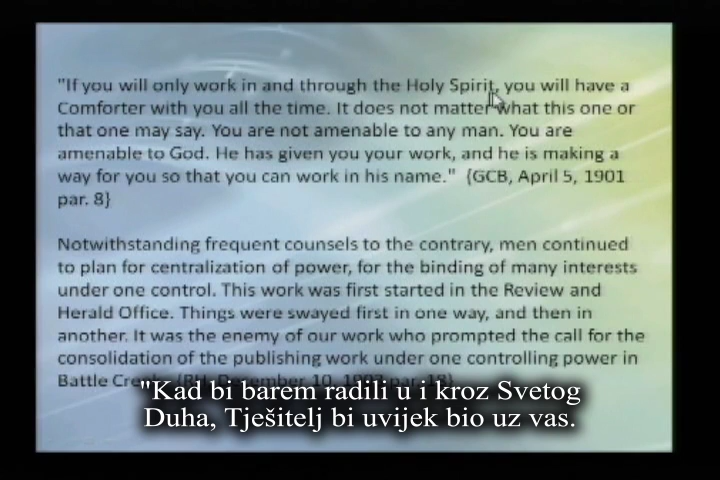 "If you will only work in and through the Holy Spirit, you will have a
Comforter with you all the time. It does not matter what this one or
that one may say. You are not amenable to any man. You are
amenable to God. He has given you your work, and he is making a
way for you so that you can work in his name." {GCB, April 5, 1901
par. 8}
Notwithstanding frequent counsels to the contrary, men continued
to plan for centralization of power, for the binding of many interests
under one control. This work was first started in the Review and
Herald Office. Things were swayed first in one way, and then in
another. It was the enemy of our work who prompted the call for the
consolidation of the publishing work under one controlling power in
Battle December 10,
"Kad bi barem radili u i kroz Svetog
Duha, Tješitelj bi uvijek bio uz vas.